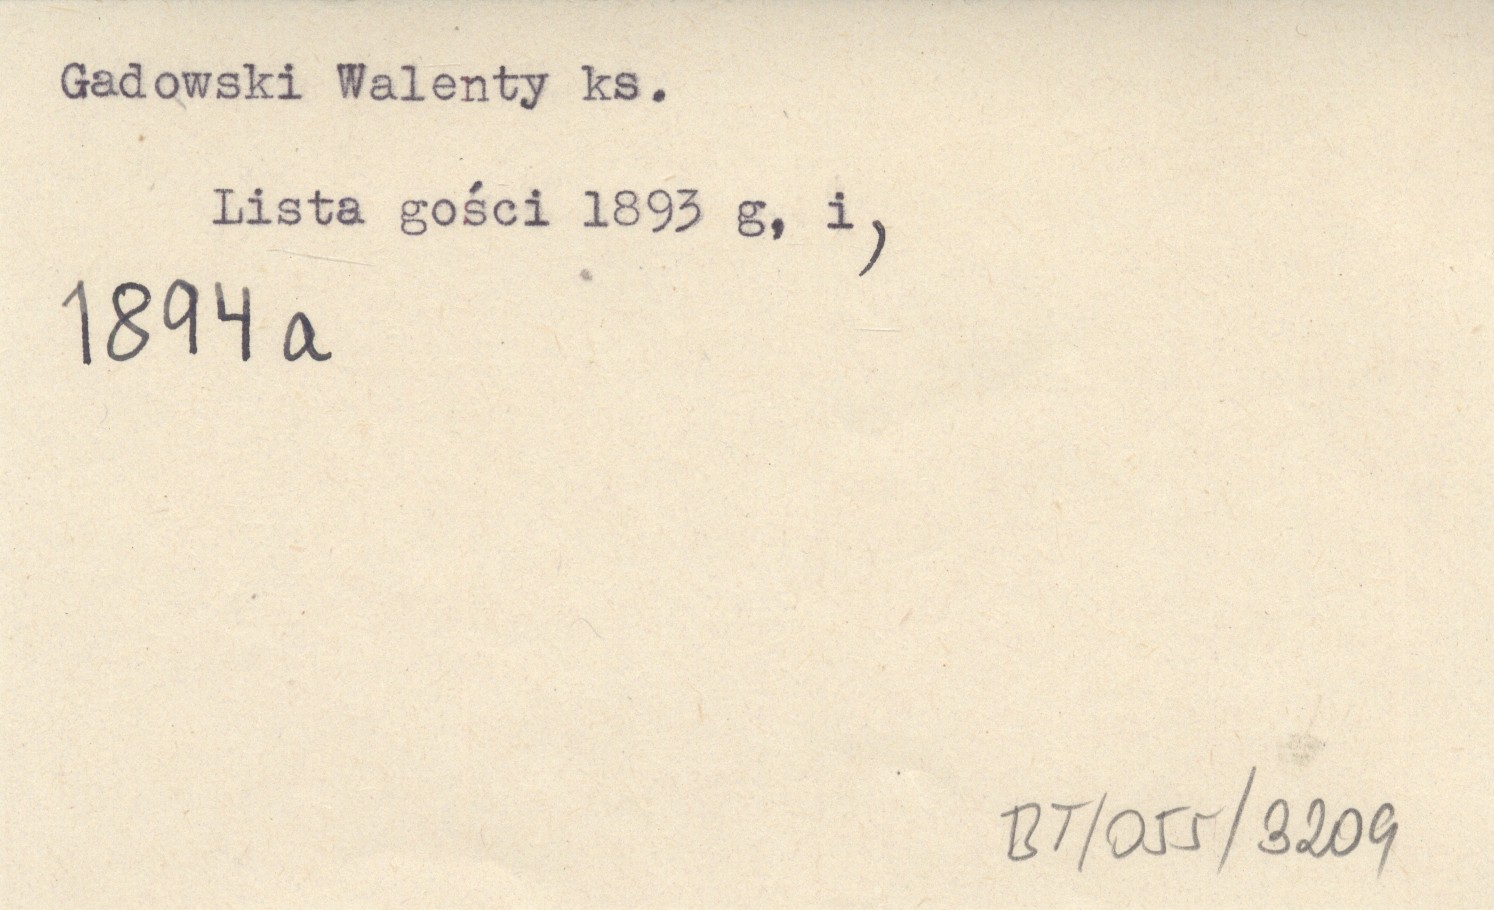 Gadowski Walenty ks.
Lista gości 1893 g, i,
1894 a
BT/055/3209